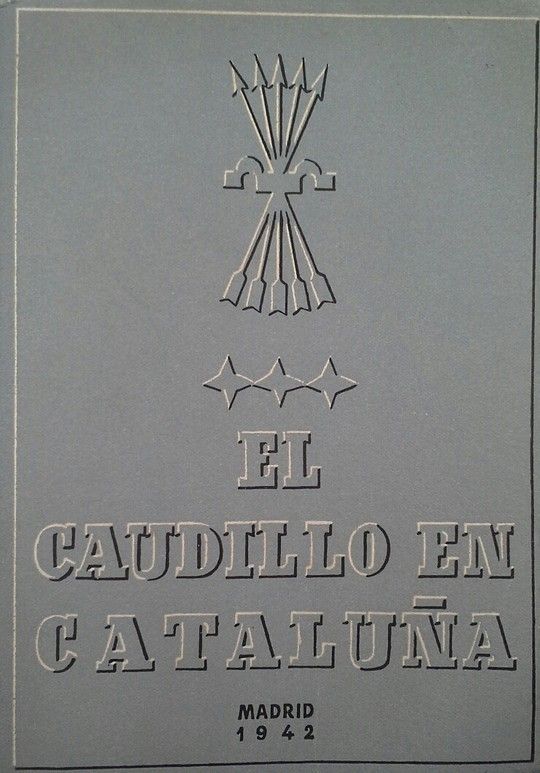 EL
CAUDILLO EN
CATALUÑA
MADRID
1942